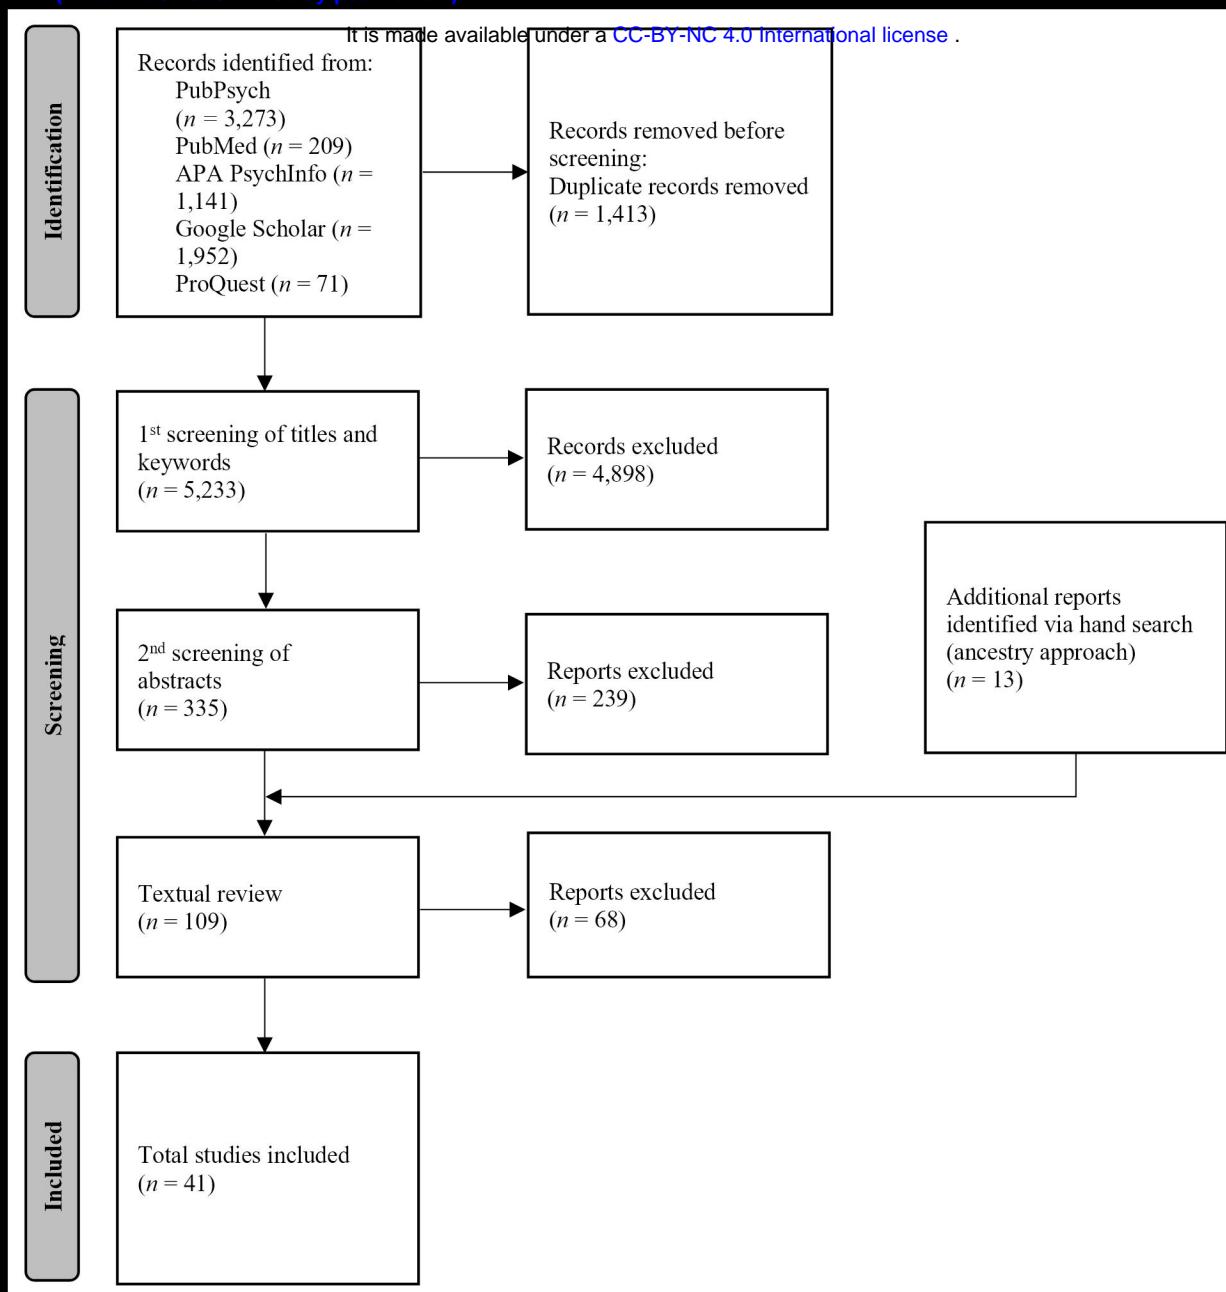 It is made available under a CC-BY-NC 4.0 International license .
Identification
Records identified from:
PubPsych
(n = 3,273)
PubMed (n = 209)
APA PsychInfo (n =
1,141)
Google Scholar (n =
1,952)
ProQuest (n = 71)
Records removed before
screening:
Duplicate records removed
(n = 1,413)
Screening
1st screening of titles and
keywords
(n = 5,233)
Records excluded
(n = 4,898)
2nd screening of
abstracts
(n = 335)
Reports excluded
(n = 239)
Additional reports
identified via hand search
(ancestry approach)
(n = 13)
Textual review
(n = 109)
Reports excluded
(n = 68)
Included
Total studies included
(n = 41)